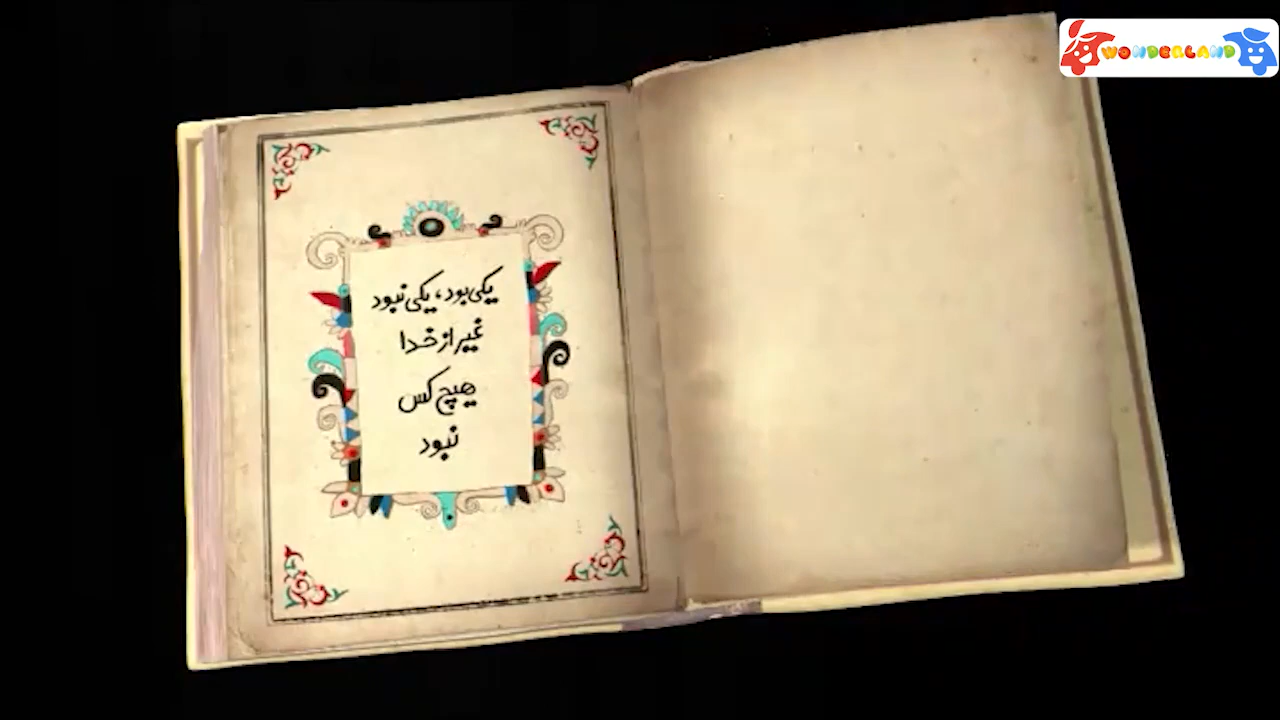 WONDERLAND
یکی بود، یکی نبود
غیر از خدا
هیچ کس
نبود